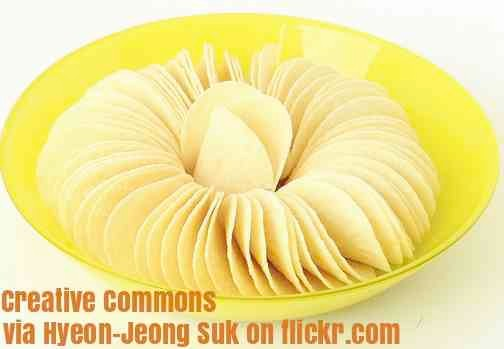 Creative Commons
via Hyeon-Jeong Suk on flickr.com